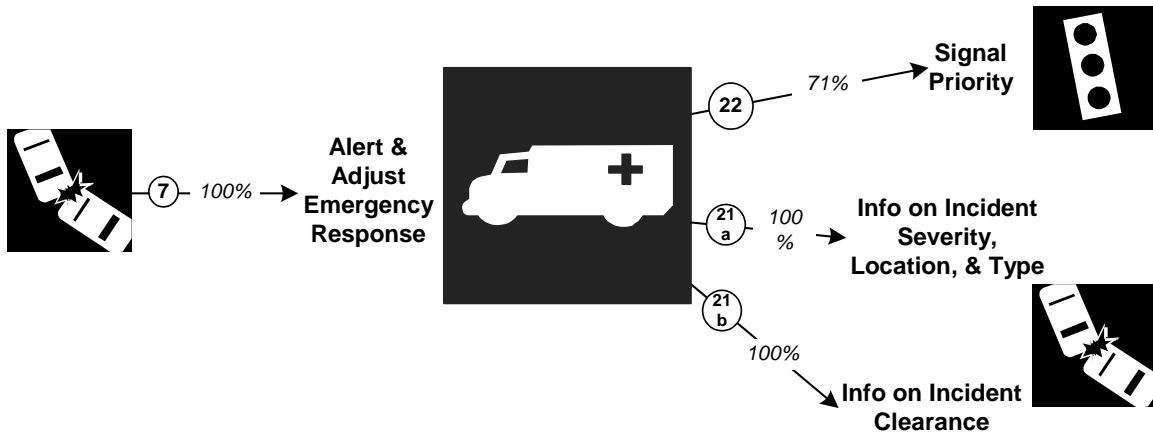 7
100%
Alert &
Adjust
Emergency
Response
22
71%
Signal
Priority
21
a
100
%
Info on Incident
Severity,
Location, & Type
21
b
100%
Info on Incident
Clearance